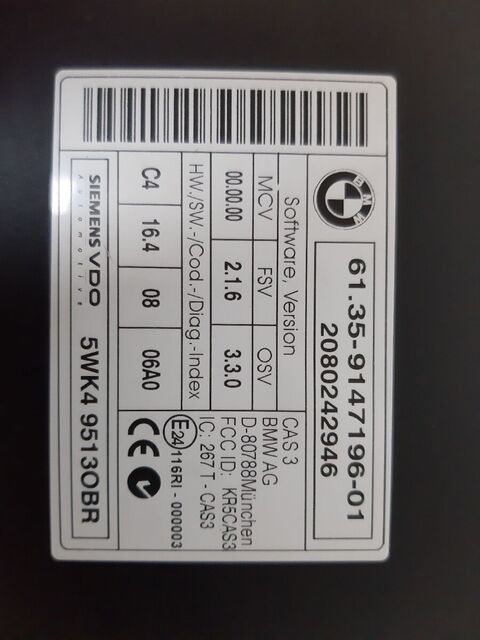 BMW
61.35-9147196-01
2080242946
Software, Version
MCV FSV OSV
00.00.00 2.1.6 3.3.0
HW./SW.-/Cod.-/Diag.-Index
C4 16.4 08 06A0
CAS 3
BMW AG
D-80788München
FCC ID: KR5CAS3
IC: 267T - CAS3
E24/116RI - 000003
CE
SIEMENS VDO
Automotive
5WK4 9513OBR